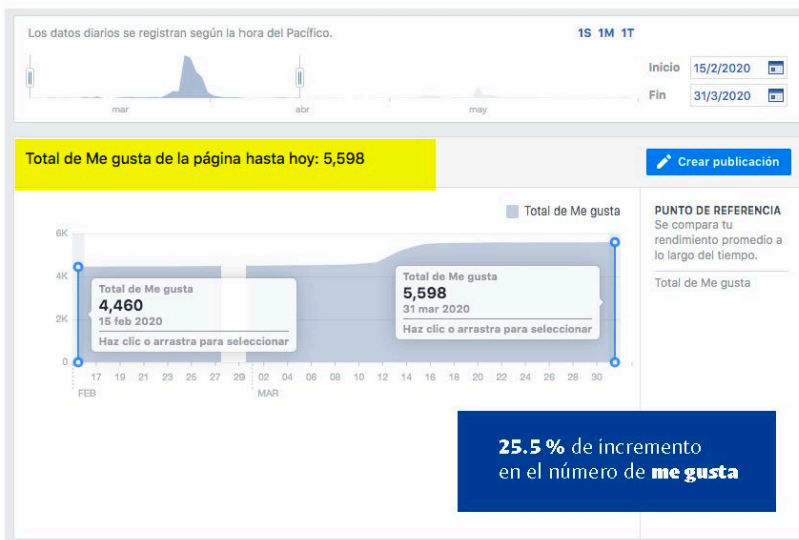 Los datos diarios se registran según la hora del Pacífico.
1S 1M 1T
Inicio 15/2/2020
Fin 31/3/2020
mar abr may
Total de Me gusta de la página hasta hoy: 5,598
Crear publicación
Total de Me gusta
PUNTO DE REFERENCIA
Se compara tu
rendimiento promedio a
lo largo del tiempo.
Total de Me gusta
6K
4K
2K
0
Total de Me gusta
4,460
15 feb 2020
Haz clic o arrastra para seleccionar
Total de Me gusta
5,598
31 mar 2020
Haz clic o arrastra para seleccionar
17 19 21 23 25 27 29 02 04 06 08 10 12 14 16 18 20 22 24 26 28 30
FEB MAR
25.5 % de incremento
en el número de me gusta